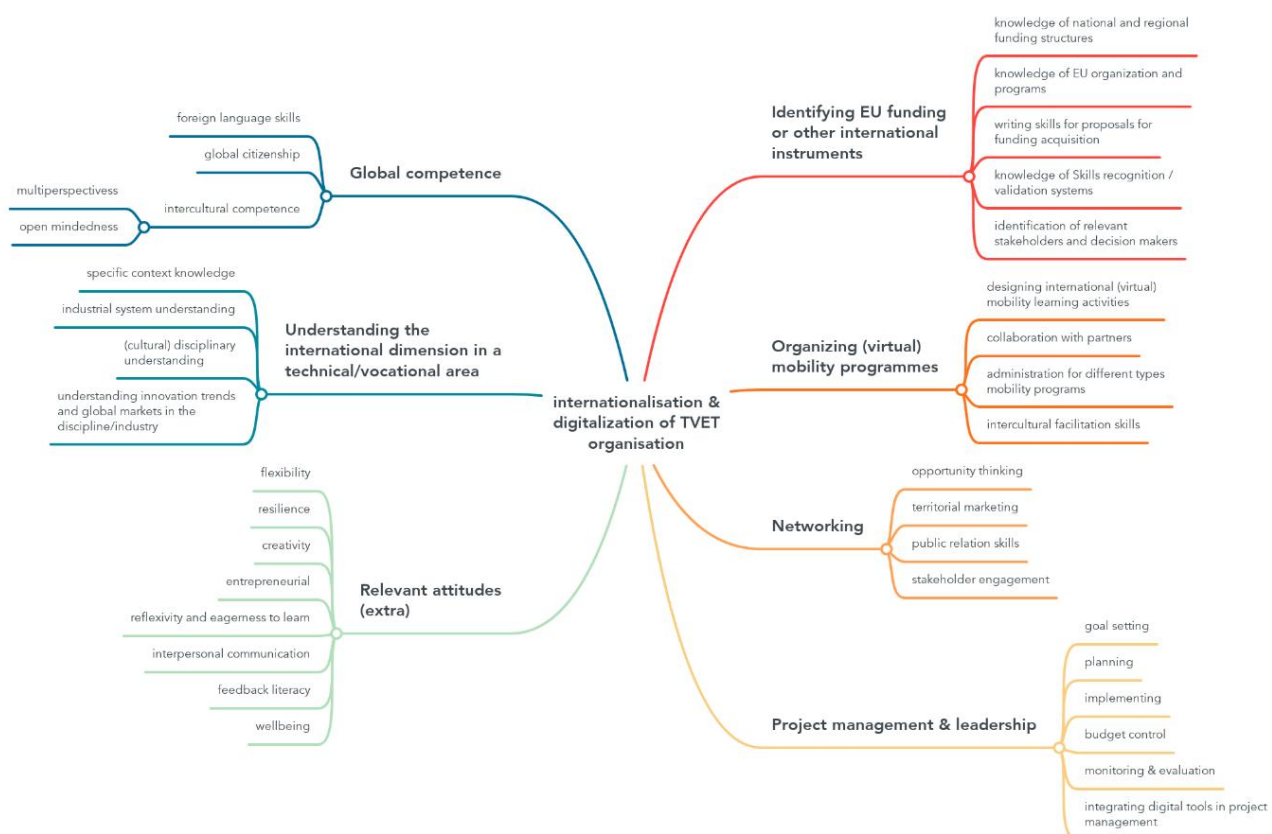 internationalisation &
digitalization of TVET
organisation
Identifying EU funding
or other international
instruments
knowledge of national and regional
funding structures
knowledge of EU organization and
programs
writing skills for proposals for
funding acquisition
knowledge of Skills recognition /
validation systems
identification of relevant
stakeholders and decision makers
Organizing (virtual)
mobility programmes
designing international (virtual)
mobility learning activities
collaboration with partners
administration for different types
mobility programs
intercultural facilitation skills
Networking
opportunity thinking
territorial marketing
public relation skills
stakeholder engagement
Project management & leadership
goal setting
planning
implementing
budget control
monitoring & evaluation
integrating digital tools in project
management
Global competence
foreign language skills
global citizenship
intercultural competence
multiperspectivess
open mindedness
Understanding the
international dimension in a
technical/vocational area
specific context knowledge
industrial system understanding
(cultural) disciplinary
understanding
understanding innovation trends
and global markets in the
discipline/industry
Relevant attitudes
(extra)
flexibility
resilience
creativity
entrepreneurial
reflexivity and eagerness to learn
interpersonal communication
feedback literacy
wellbeing